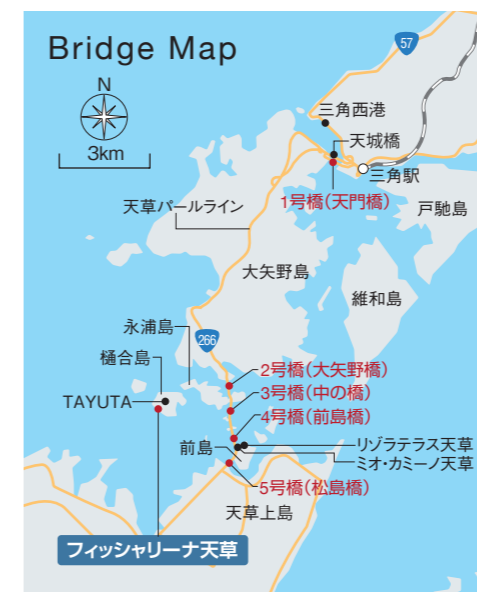 Bridge Map
57
N
3km
三角西港
天城橋
三角駅
1号橋（天門橋）
戸馳島
天草パールライン
大矢野島
維和島
永浦島
266
樋合島
2号橋（大矢野橋）
TAYUTA
3号橋（中の橋）
4号橋（前島橋）
前島
リゾラテラス天草
ミオ・カミーノ天草
5号橋（松島橋）
天草上島
フィッシャリーナ天草